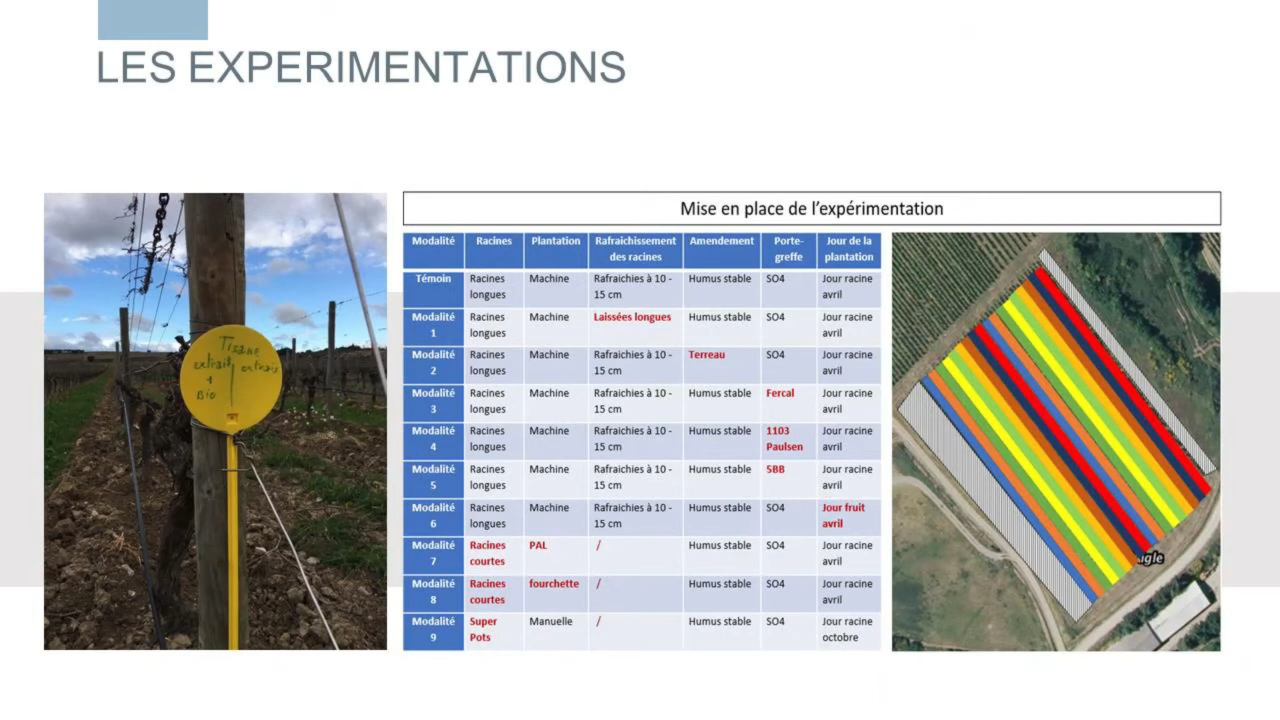 LES EXPERIMENTATIONS
Tisane
extrait extrais
+
Bio
Mise en place de l'expérimentation
Modalité Racines Plantation Rafraichissement des racines Amendement Porte-greffe Jour de la plantation
Témoin Racines longues Machine Rafraichies à 10 - 15 cm Humus stable SO4 Jour racine avril
Modalité 1 Racines longues Machine Laissées longues Humus stable SO4 Jour racine avril
Modalité 2 Racines longues Machine Rafraichies à 10 - 15 cm Terreau SO4 Jour racine avril
Modalité 3 Racines longues Machine Rafraichies à 10 - 15 cm Humus stable Fercal Jour racine avril
Modalité 4 Racines longues Machine Rafraichies à 10 - 15 cm Humus stable 1103 Paulsen Jour racine avril
Modalité 5 Racines longues Machine Rafraichies à 10 - 15 cm Humus stable 5BB Jour racine avril
Modalité 6 Racines longues Machine Rafraichies à 10 - 15 cm Humus stable SO4 Jour fruit avril
Modalité 7 Racines courtes PAL / Humus stable SO4 Jour racine avril
Modalité 8 Racines courtes fourchette / Humus stable SO4 Jour racine avril
Modalité 9 Super Pots Manuelle / Humus stable SO4 Jour racine octobre